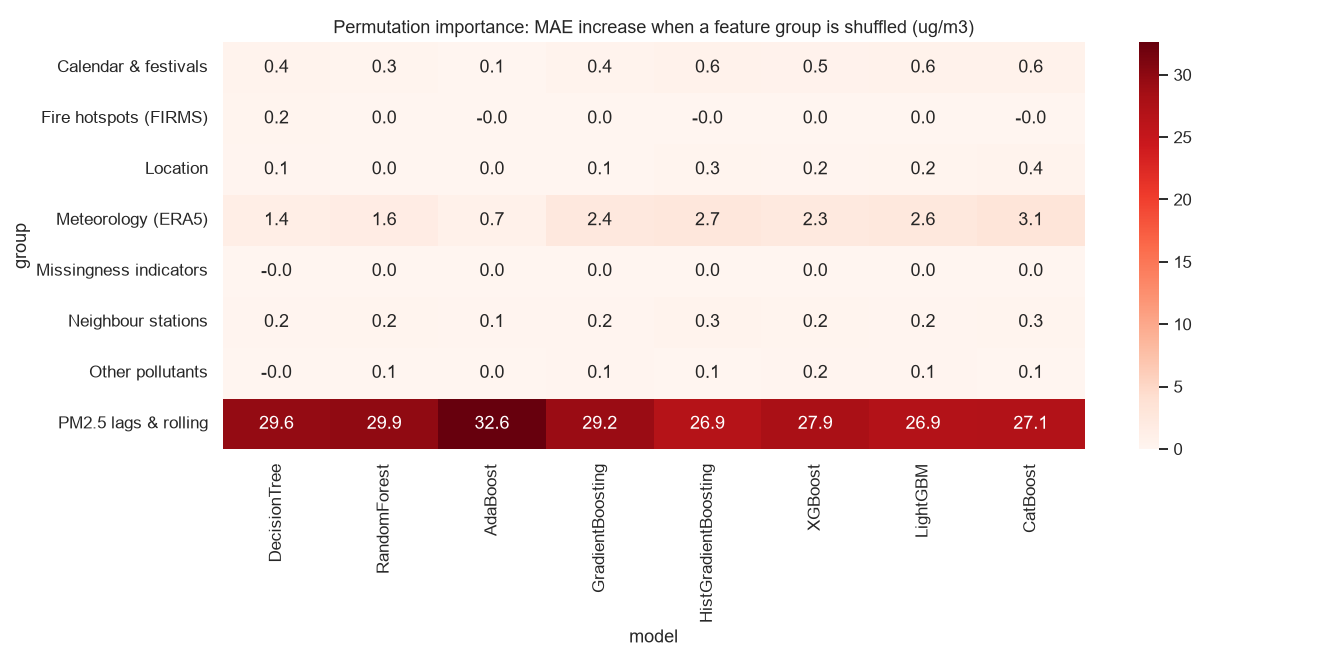 Permutation importance: MAE increase when a feature group is shuffled (ug/m3)
Calendar & festivals 0.4 0.3 0.1 0.4 0.6 0.5 0.6 0.6
Fire hotspots (FIRMS) 0.2 0.0 -0.0 0.0 -0.0 0.0 0.0 -0.0
Location 0.1 0.0 0.0 0.1 0.3 0.2 0.2 0.4
Meteorology (ERA5) 1.4 1.6 0.7 2.4 2.7 2.3 2.6 3.1
Missingness indicators -0.0 0.0 0.0 0.0 0.0 0.0 0.0 0.0
Neighbour stations 0.2 0.2 0.1 0.2 0.3 0.2 0.2 0.3
Other pollutants -0.0 0.1 0.0 0.1 0.1 0.2 0.1 0.1
PM2.5 lags & rolling 29.6 29.9 32.6 29.2 26.9 27.9 26.9 27.1
group
DecisionTree
RandomForest
AdaBoost
GradientBoosting
HistGradientBoosting
XGBoost
LightGBM
CatBoost
model
30
25
20
15
10
5
0